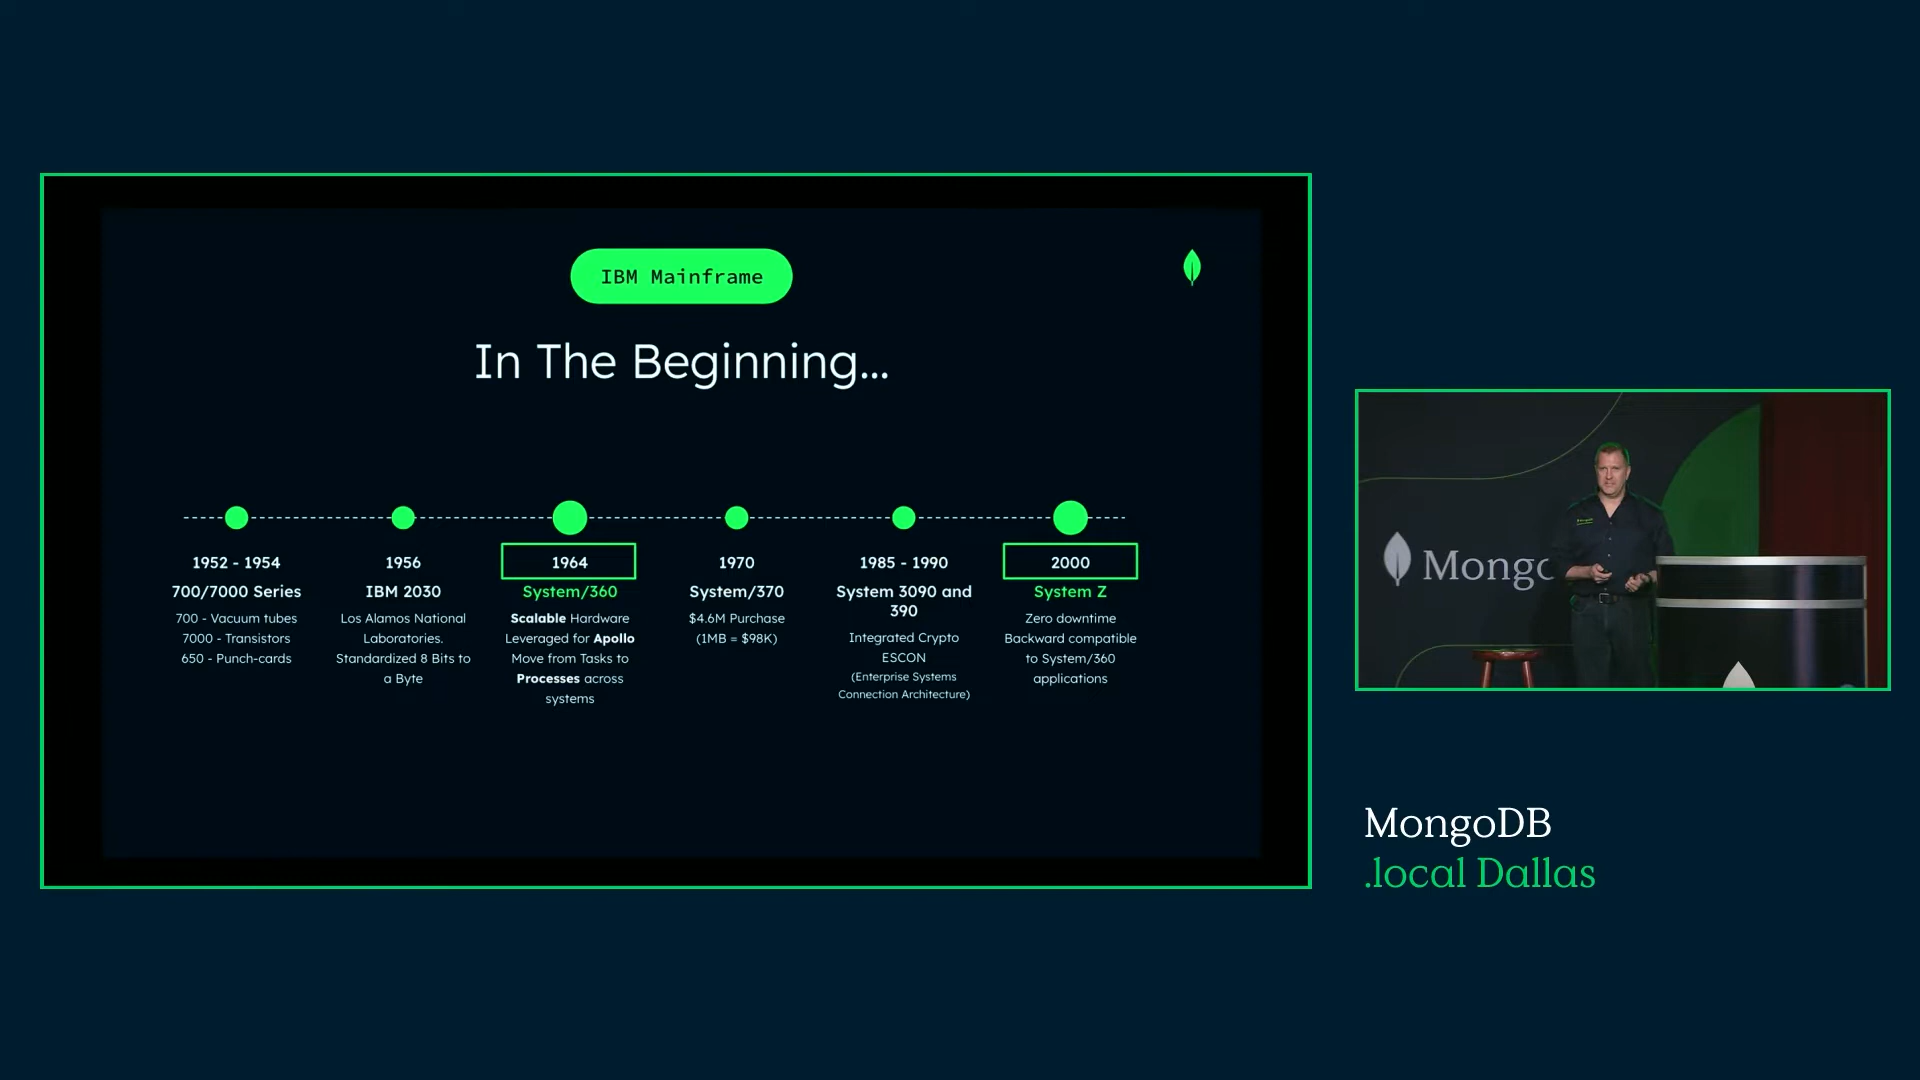 IBM Mainframe
In The Beginning...
1952 - 1954
700/7000 Series
700 - Vacuum tubes
7000 - Transistors
650 - Punch-cards
1956
IBM 2030
Los Alamos National
Laboratories.
Standardized 8 Bits to
a Byte
1964
System/360
Scalable Hardware
Leveraged for Apollo
Move from Tasks to
Processes across
systems
1970
System/370
$4.6M Purchase
(1MB = $98K)
1985 - 1990
System 3090 and
390
Integrated Crypto
ESCON
(Enterprise Systems
Connection Architecture)
2000
System Z
Zero downtime
Backward compatible
to System/360
applications
Mongo
MongoDB
.local Dallas